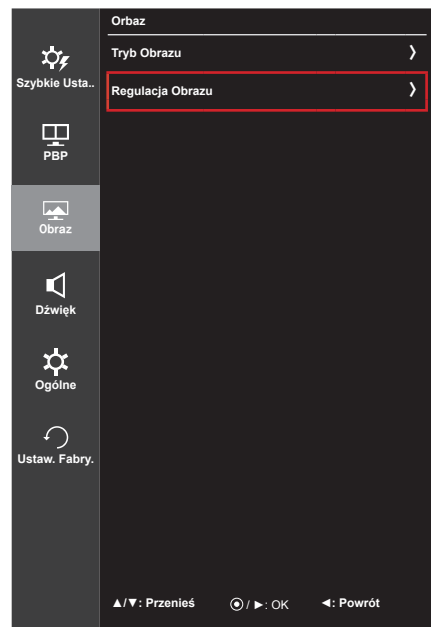 Orbaz
Tryb Obrazu ❭
Regulacja Obrazu ❭
Szybkie Usta..
PBP
Obraz
Dźwięk
Ogólne
Ustaw. Fabry.
▲/▼: Przenieś ⦿ / ►: OK ◄: Powrót